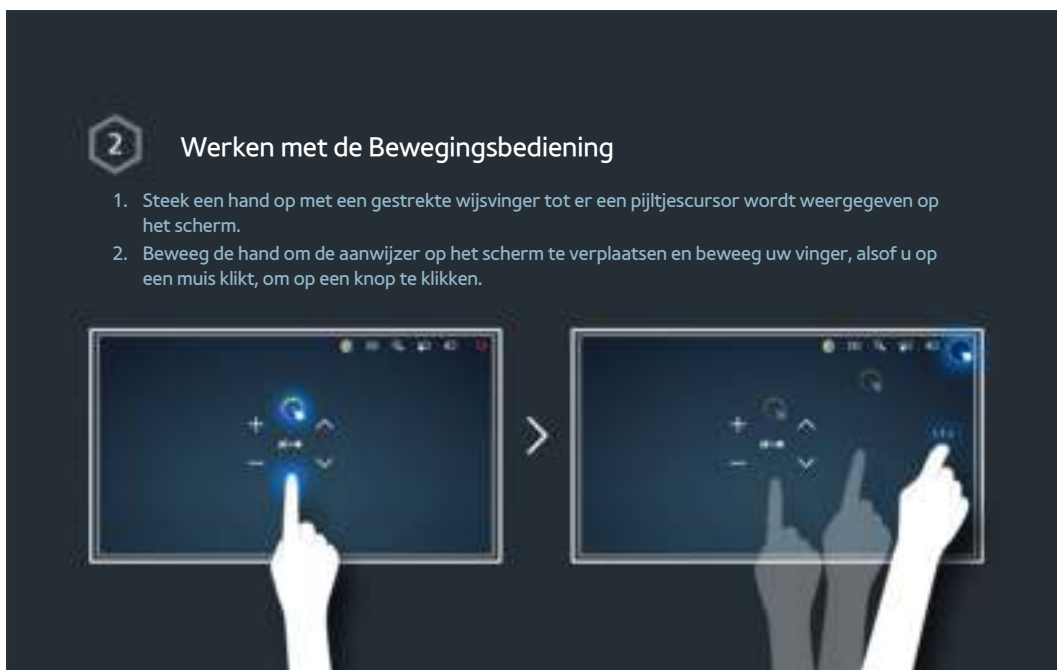 2
Werken met de Bewegingsbediening
1. Steek een hand op met een gestrekte wijsvinger tot er een pijltjescursor wordt weergegeven op
het scherm.
2. Beweeg de hand om de aanwijzer op het scherm te verplaatsen en beweeg uw vinger, alsof u op
een muis klikt, om op een knop te klikken.